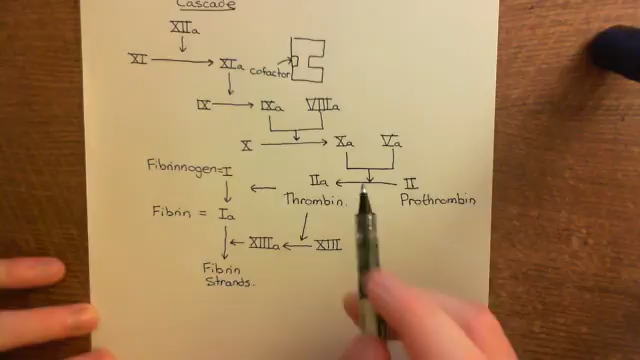 Cascade
XIIa
XI XIa cofactor
IX IXa VIIIa
X Xa Va
Fibrinnogen = I IIa II
Thrombin. Prothrombin
Fibrin = Ia
XIIIa XIII
Fibrin
Strands.